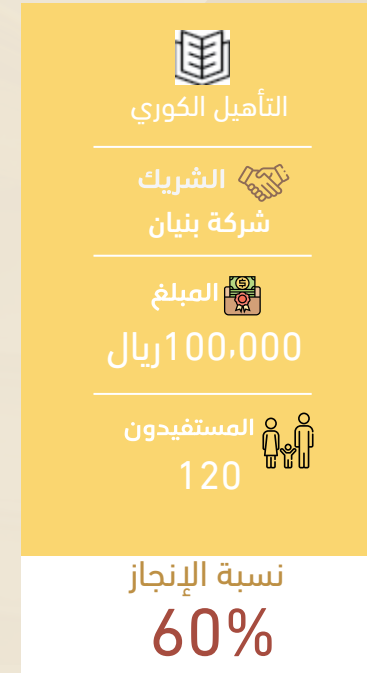 التأهيل الكوري
الشريك
شركة بنيان
المبلغ
100،000ريال
المستفيدون
120
نسبة الإنجاز
60%